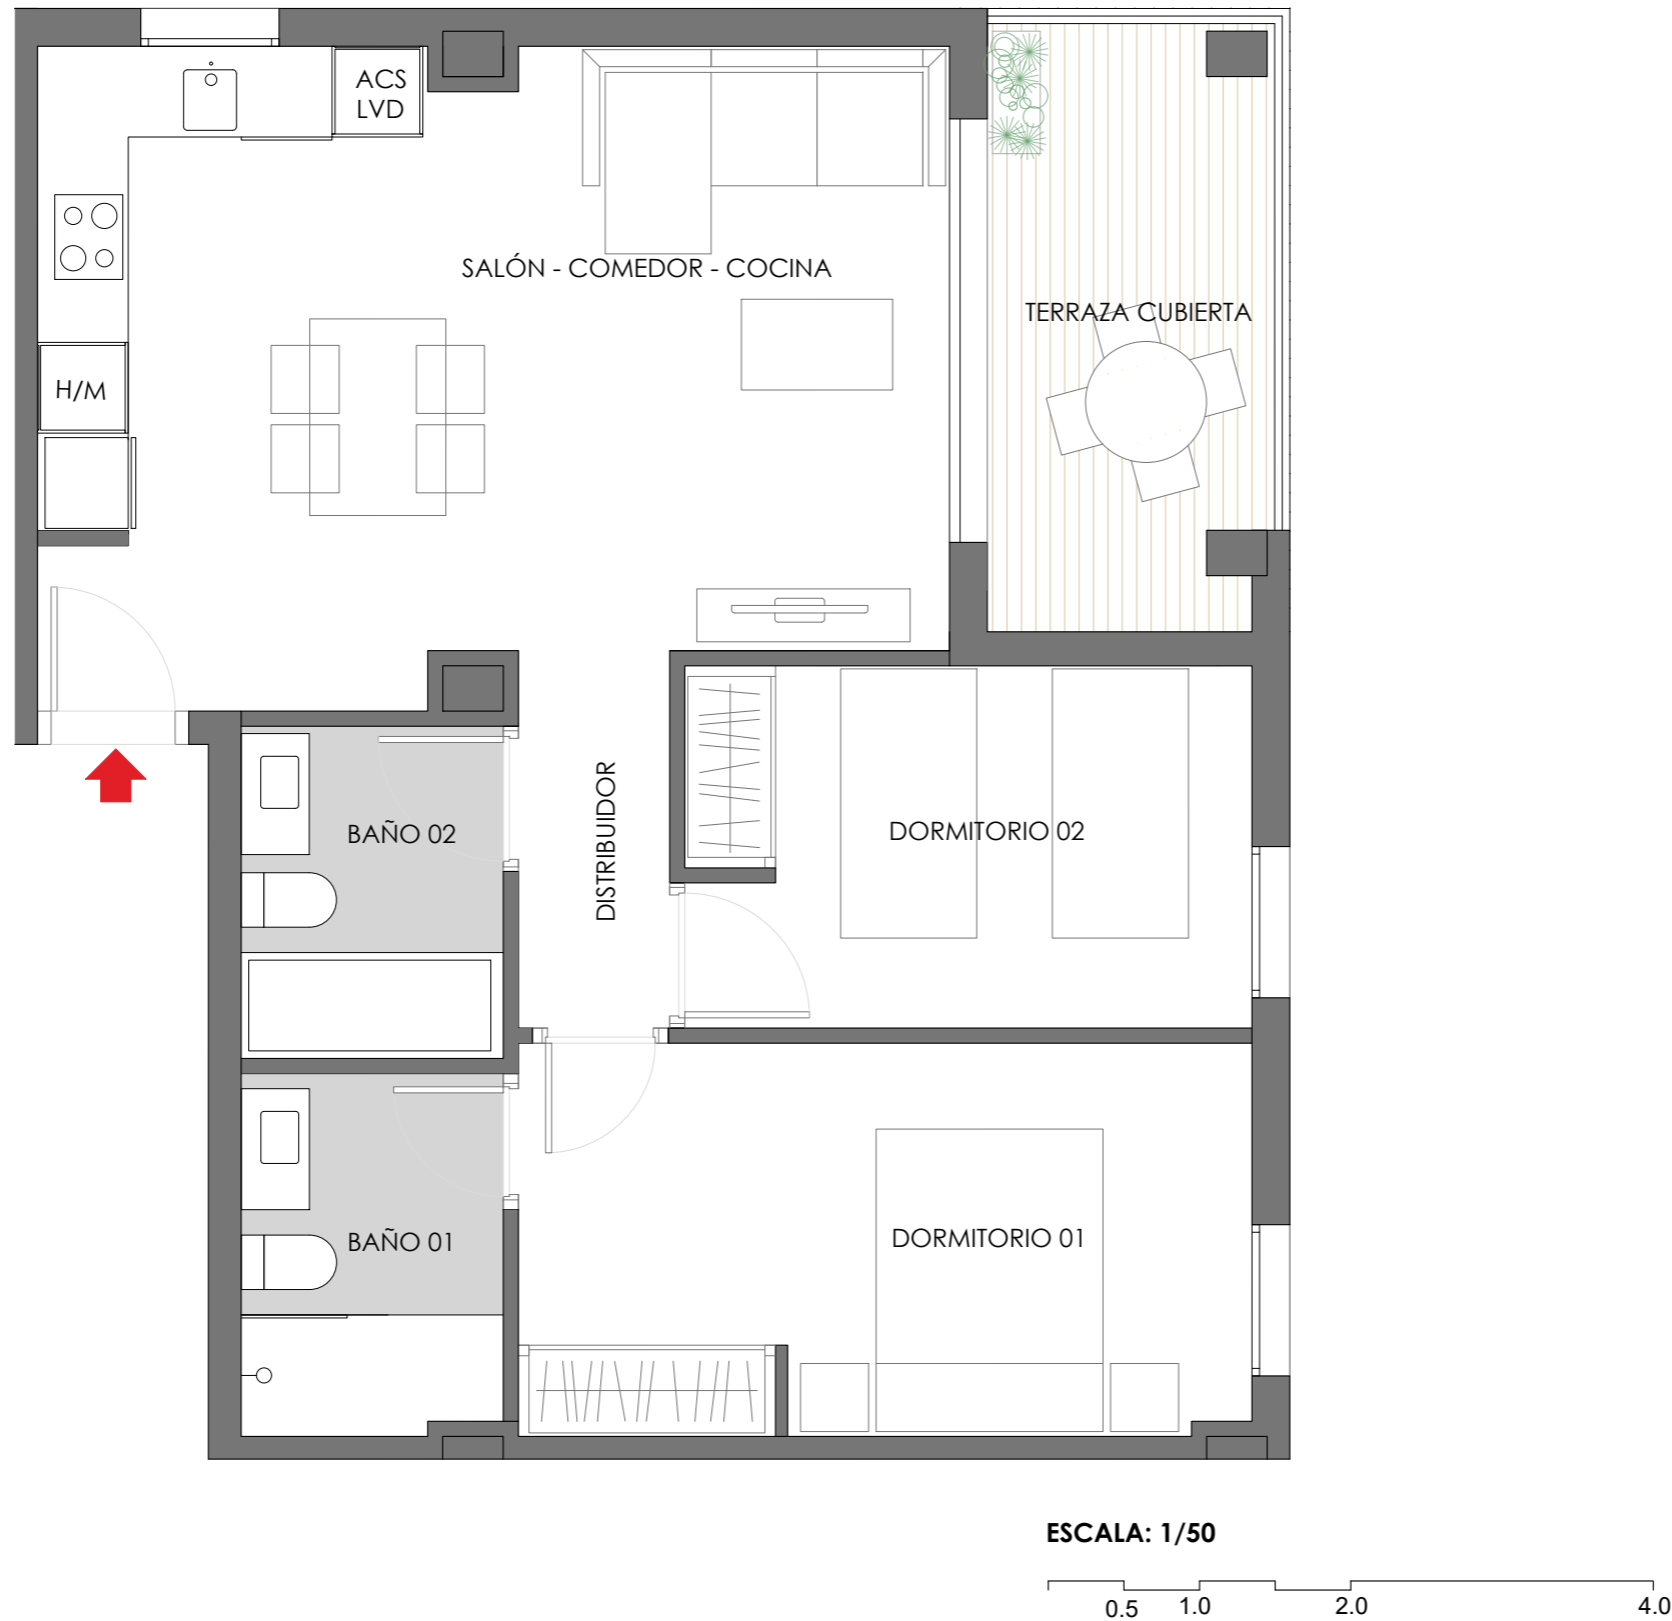 ACS
LVD
SALÓN - COMEDOR - COCINA
TERRAZA CUBIERTA
H/M
DISTRIBUIDOR
BAÑO 02
DORMITORIO 02
BAÑO 01
DORMITORIO 01
ESCALA: 1/50
0.5 1.0 2.0 4.0